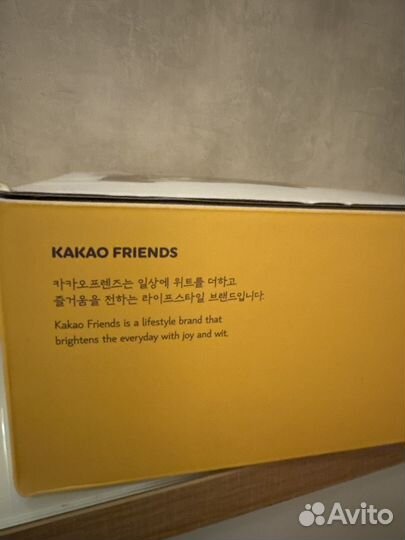 KAKAO FRIENDS
카카오프렌즈는 일상에 위트를 더하고
즐거움을 전하는 라이프스타일 브랜드입니다.
Kakao Friends is a lifestyle brand that
brightens the everyday with joy and wit.
Avito